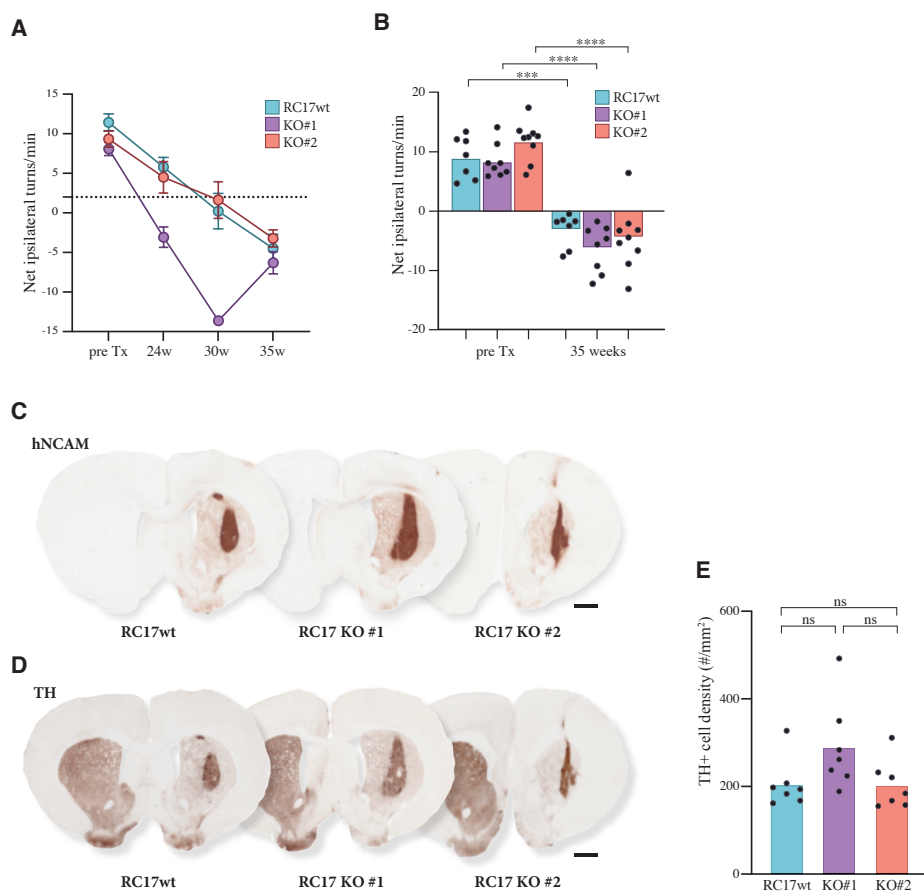 A
Net ipsilateral turns/min
15
10
5
0
-5
-10
-15
pre Tx 24w 30w 35w
RC17wt
KO#1
KO#2
B
**** 
****
***
Net ipsilateral turns/min
20
10
0
-10
-20
RC17wt
KO#1
KO#2
pre Tx 35 weeks
C
hNCAM
RC17wt RC17 KO #1 RC17 KO #2
D
TH
RC17wt RC17 KO #1 RC17 KO #2
E
TH+ cell density (#/mm²)
600
400
200
0
ns
ns ns
RC17wt KO#1 KO#2